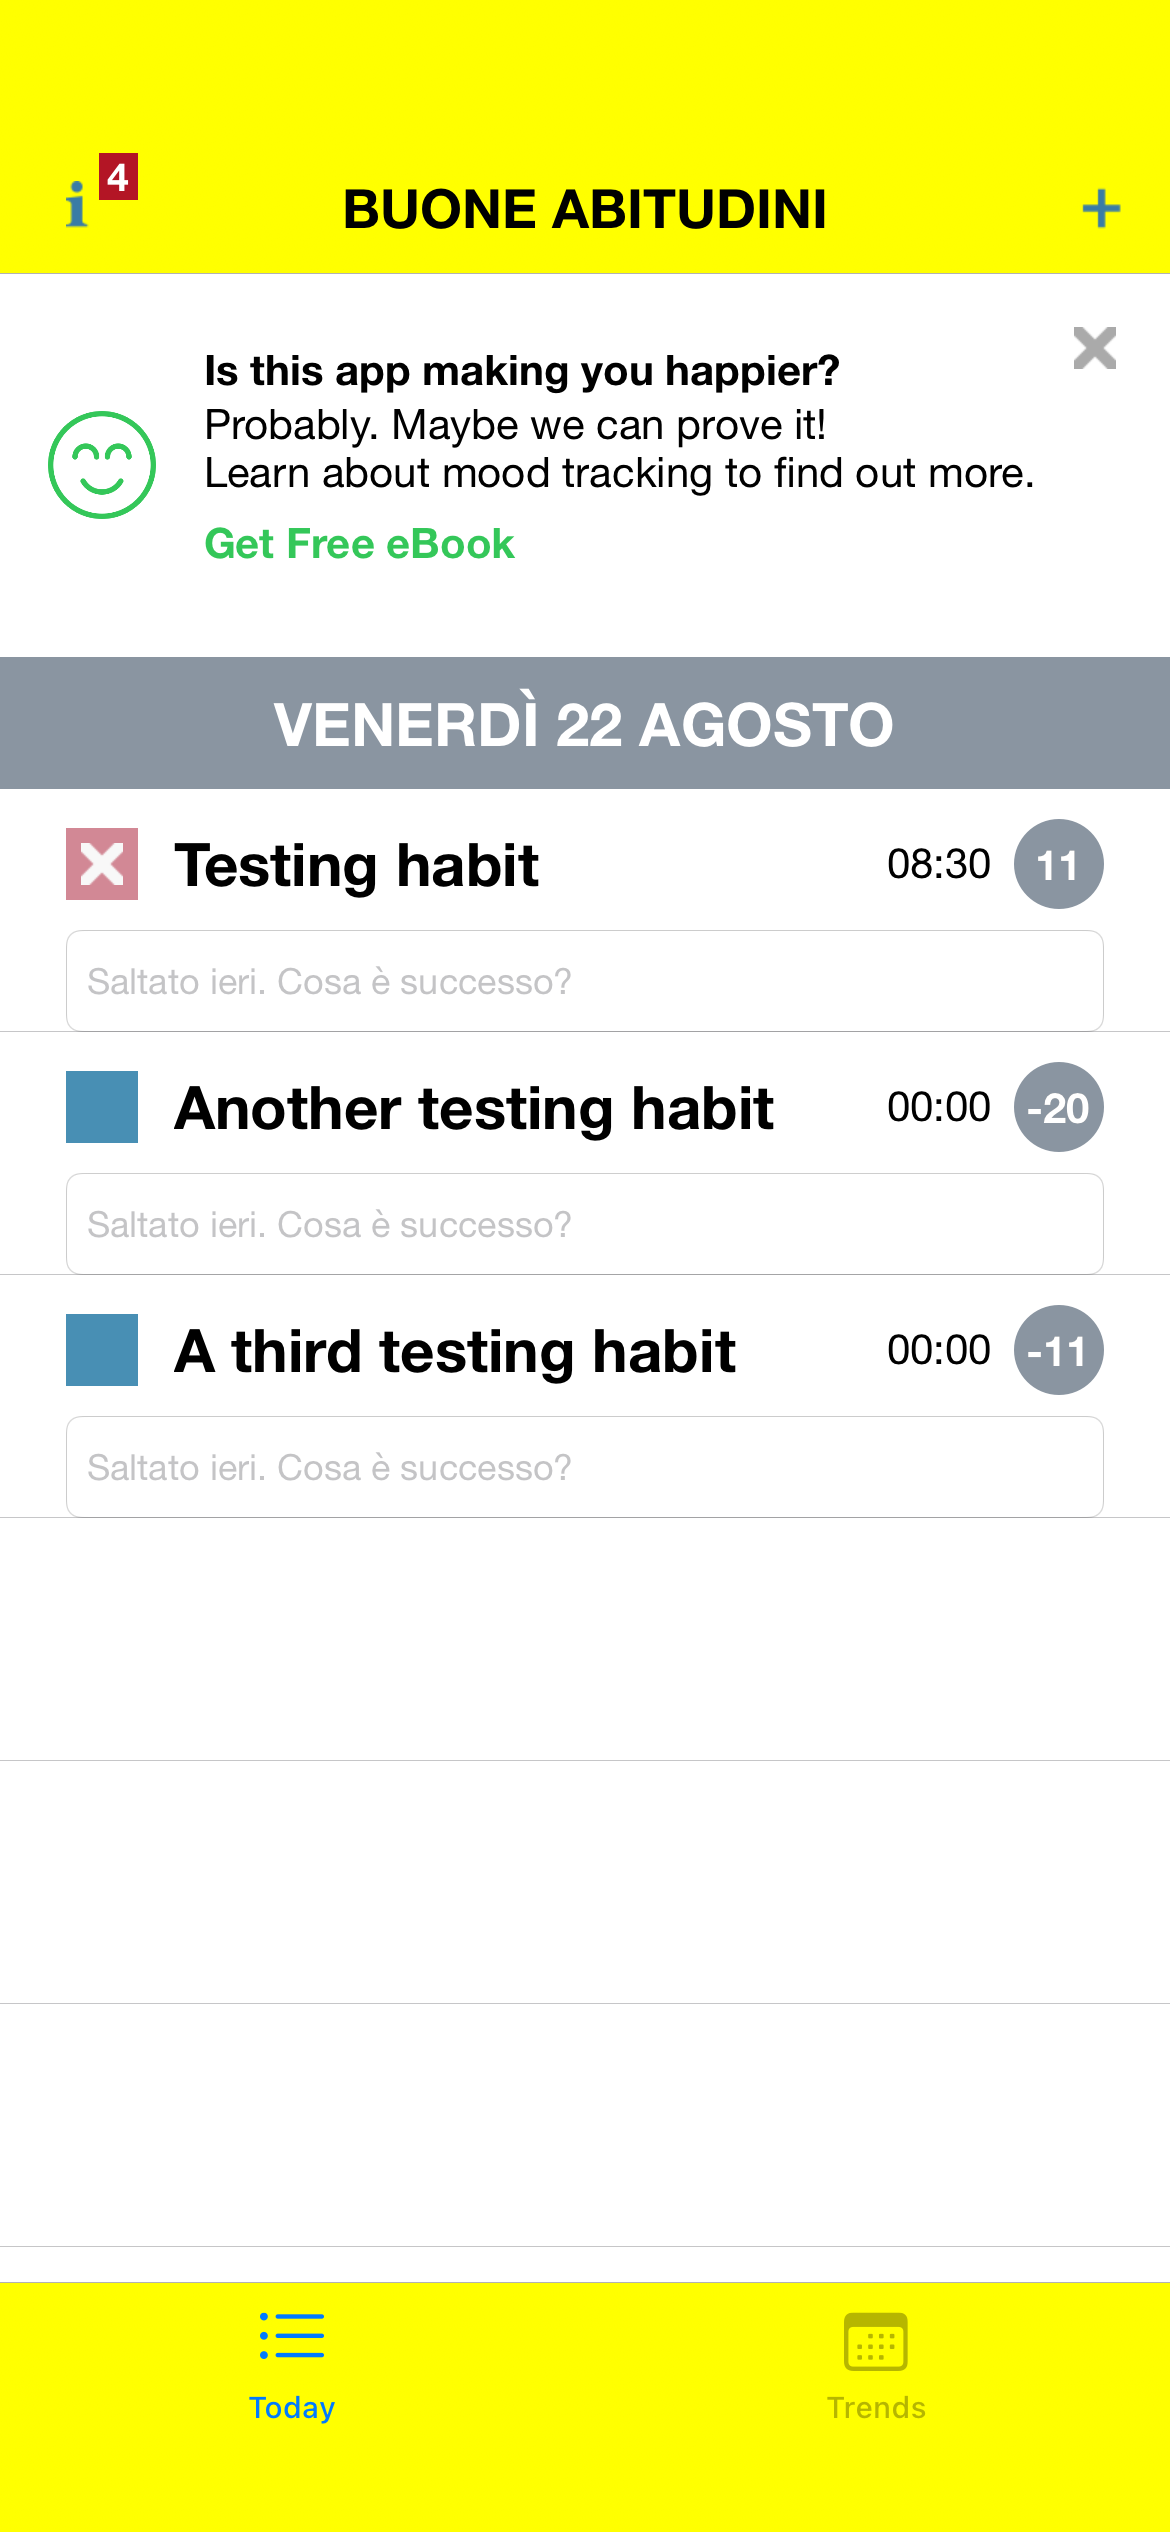 4
BUONE ABITUDINI
Is this app making you happier?
Probably. Maybe we can prove it!
Learn about mood tracking to find out more.
Get Free eBook
VENERDÌ 22 AGOSTO
Testing habit 08:30 11
Saltato ieri. Cosa è successo?
Another testing habit 00:00 -20
Saltato ieri. Cosa è successo?
A third testing habit 00:00 -11
Saltato ieri. Cosa è successo?
Today Trends